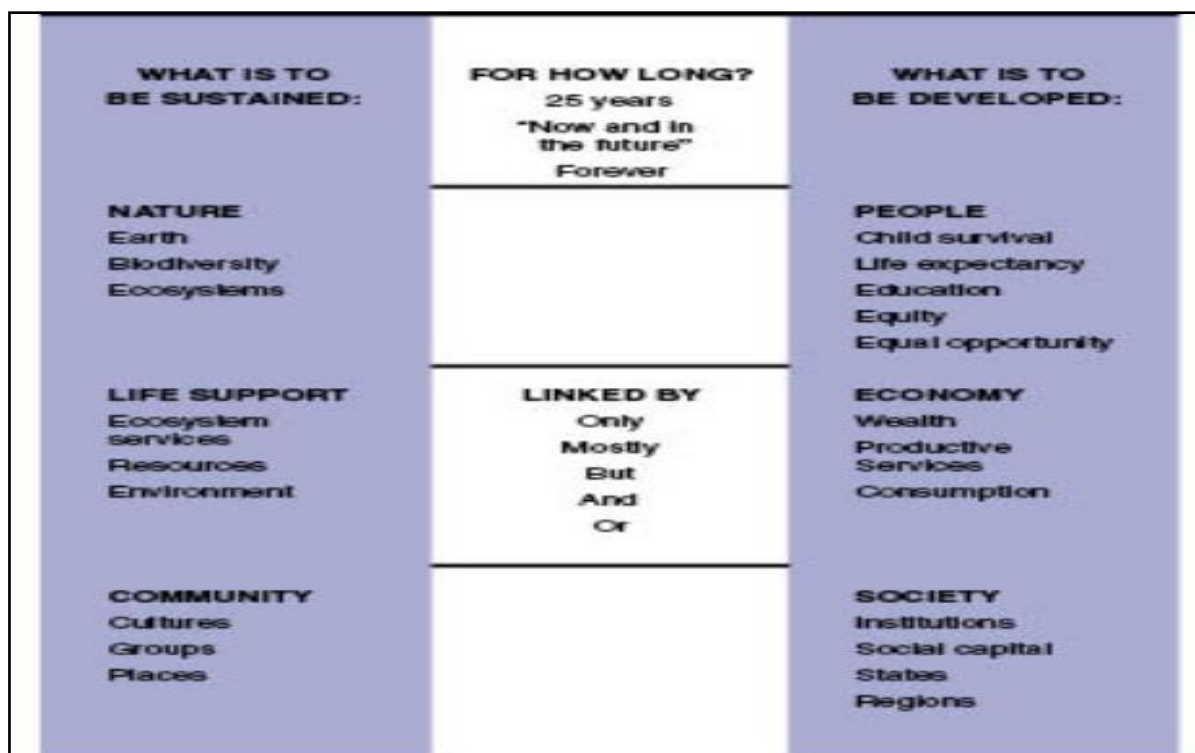 WHAT IS TO
BE SUSTAINED:
NATURE
Earth
Biodiversity
Ecosystems
LIFE SUPPORT
Ecosystem
services
Resources
Environment
COMMUNITY
Cultures
Groups
Places
FOR HOW LONG?
25 years
"Now and in
the future"
Forever
LINKED BY
Only
Mostly
But
And
Or
WHAT IS TO
BE DEVELOPED:
PEOPLE
Child survival
Life expectancy
Education
Equity
Equal opportunity
ECONOMY
Wealth
Productive
Services
Consumption
SOCIETY
Institutions
Social capital
States
Regions